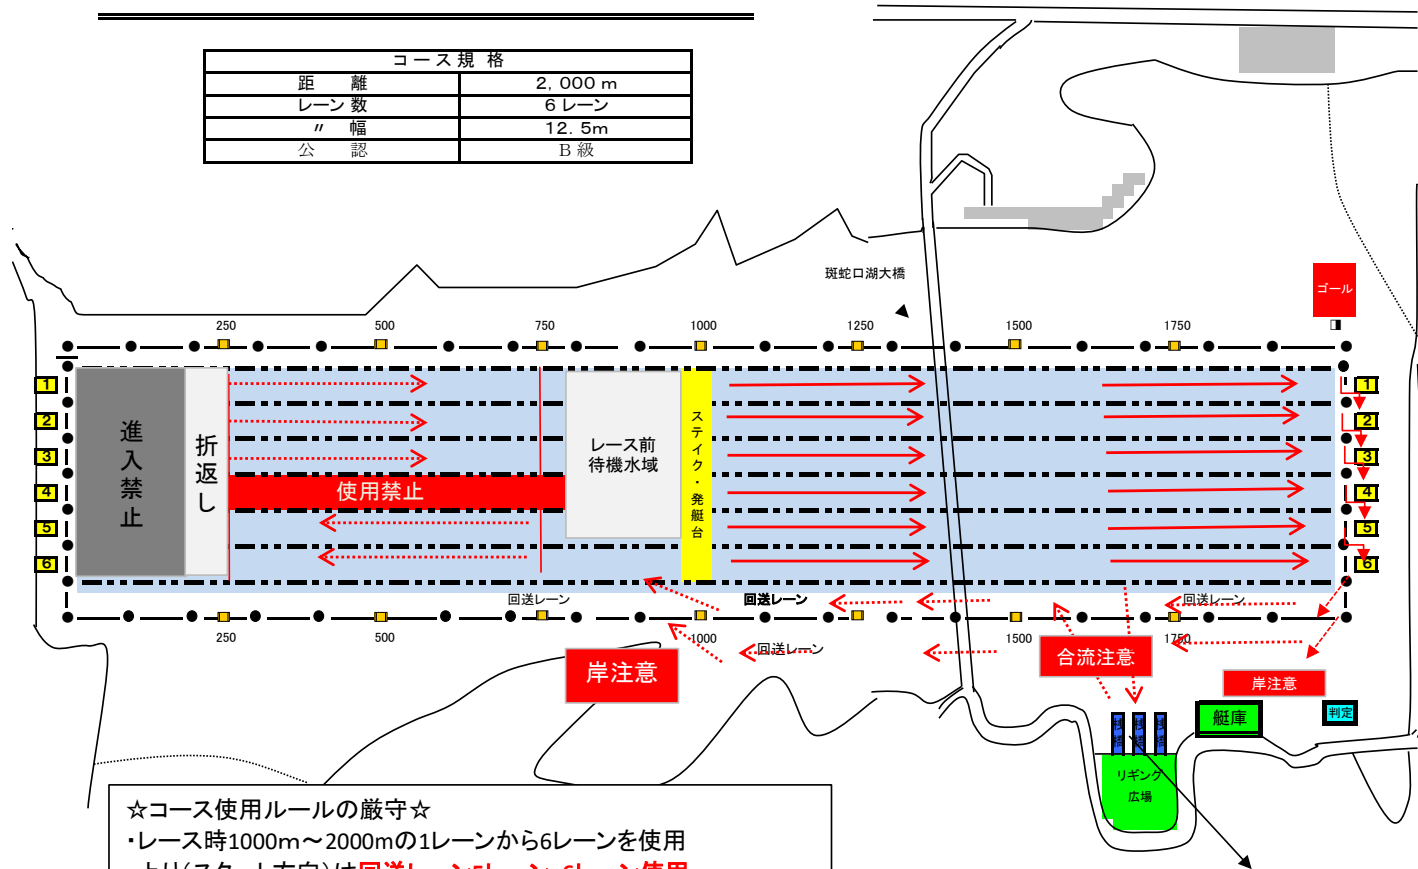 コース規 格
距 離 2,000 m
レーン 数 6 レーン
〃 幅 12.5m
公 認 B 級
斑蛇口湖大橋
ゴール
250 500 750 1000 1250 1500 1750
1 1
2 2
3 3
4 4
5 5
6 6
進入禁止
折返し
使用禁止
レース前
待機水域
ステイク・発艇台
回送レーン 回送レーン 回送レーン
250 500 1000 1500 1750
回送レーン
岸注意
合流注意
岸注意
艇庫
判定
リギング
広場
☆コース使用ルールの厳守☆
・レース時1000m~2000mの1レーンから6レーンを使用